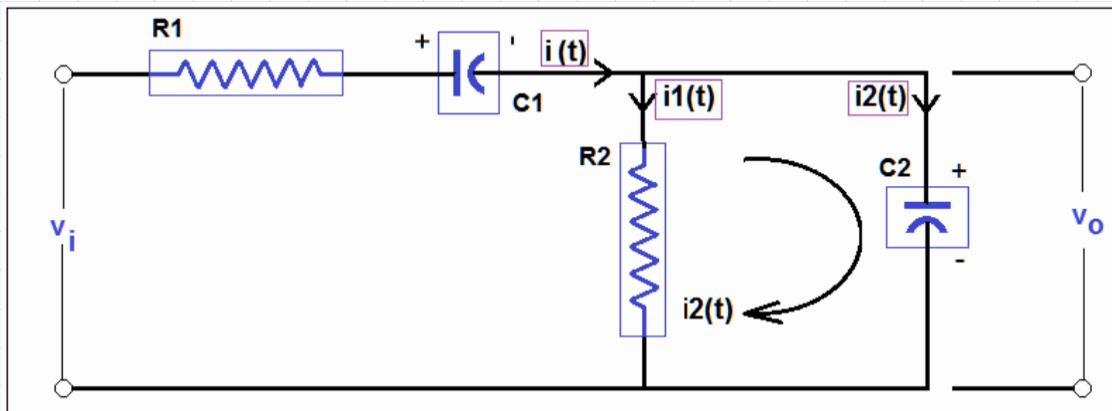 R1
+ '
i(t)
C1
i1(t)
i2(t)
R2
C2
+
vi
vo
-
i2(t)